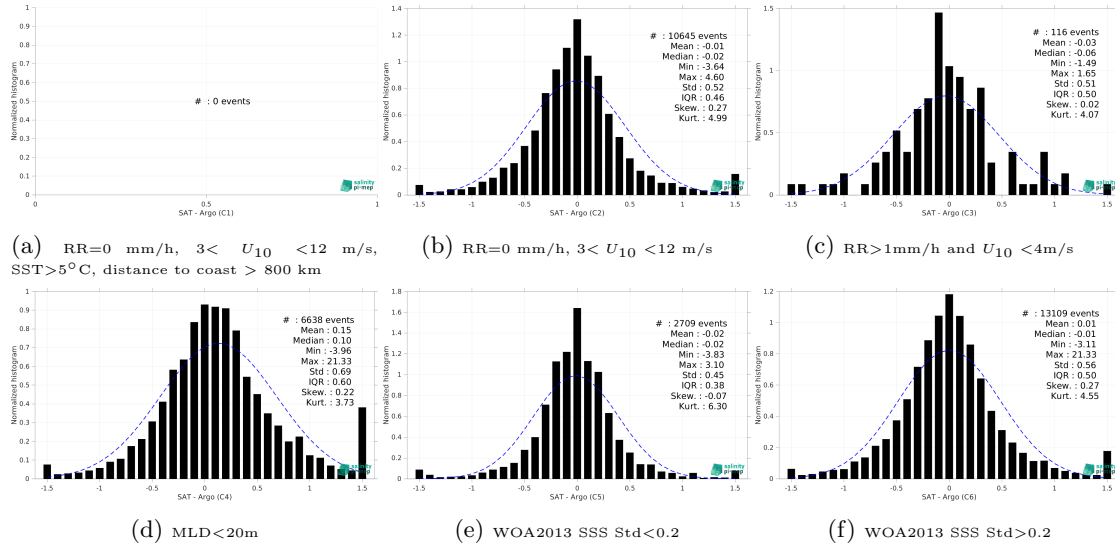 1
0.9
0.8
0.7
0.6
0.5
0.4
0.3
0.2
0.1
0
Normalized histogram
# : 0 events
salinity
pi-mep
0 0.5 1
SAT - Argo (C1)
(a) RR=0 mm/h, 3< U10 <12 m/s,
SST>5°C, distance to coast > 800 km
1.4
1.2
1
0.8
0.6
0.4
0.2
0
Normalized histogram
# : 10645 events
Mean : -0.01
Median : -0.02
Min : -3.64
Max : 4.60
Std : 0.52
IQR : 0.46
Skew. : 0.27
Kurt. : 4.99
salinity
pi-mep
-1.5 -1 -0.5 0 0.5 1 1.5
SAT - Argo (C2)
(b) RR=0 mm/h, 3< U10 <12 m/s
1.5
1
0.5
0
Normalized histogram
# : 116 events
Mean : -0.03
Median : -0.06
Min : -1.49
Max : 1.65
Std : 0.51
IQR : 0.50
Skew. : 0.02
Kurt. : 4.07
salinity
pi-mep
-1.5 -1 -0.5 0 0.5 1 1.5
SAT - Argo (C3)
(c) RR>1mm/h and U10 <4m/s
1
0.9
0.8
0.7
0.6
0.5
0.4
0.3
0.2
0.1
0
Normalized histogram
# : 6638 events
Mean : 0.15
Median : 0.10
Min : -3.96
Max : 21.33
Std : 0.69
IQR : 0.60
Skew. : 0.22
Kurt. : 3.73
salinity
pi-mep
-1.5 -1 -0.5 0 0.5 1 1.5
SAT - Argo (C4)
(d) MLD<20m
1.8
1.6
1.4
1.2
1
0.8
0.6
0.4
0.2
0
Normalized histogram
# : 2709 events
Mean : -0.02
Median : -0.02
Min : -3.83
Max : 3.10
Std : 0.45
IQR : 0.38
Skew. : -0.07
Kurt. : 6.30
salinity
pi-mep
-1.5 -1 -0.5 0 0.5 1 1.5
SAT - Argo (C5)
(e) WOA2013 SSS Std<0.2
1.2
1
0.8
0.6
0.4
0.2
0
Normalized histogram
# : 13109 events
Mean : 0.01
Median : -0.01
Min : -3.11
Max : 21.33
Std : 0.56
IQR : 0.50
Skew. : 0.27
Kurt. : 4.55
salinity
pi-mep
-1.5 -1 -0.5 0 0.5 1 1.5
SAT - Argo (C6)
(f) WOA2013 SSS Std>0.2